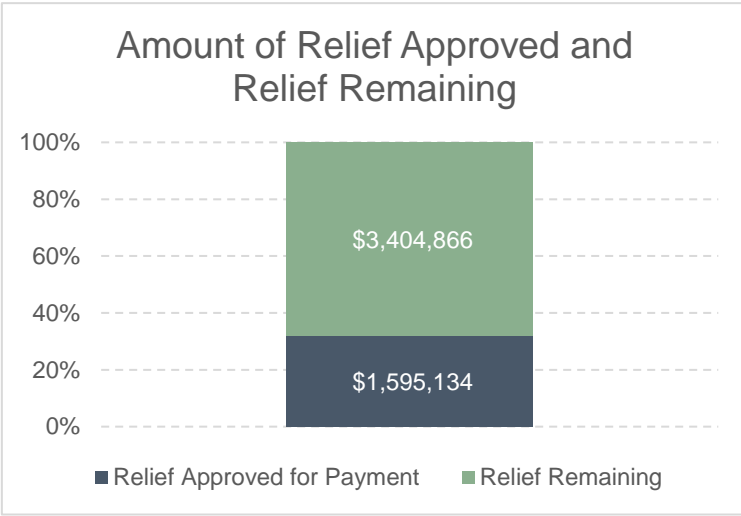 Amount of Relief Approved and
Relief Remaining
100%
80%
60%
40%
20%
0%
$3,404,866
$1,595,134
Relief Approved for Payment
Relief Remaining